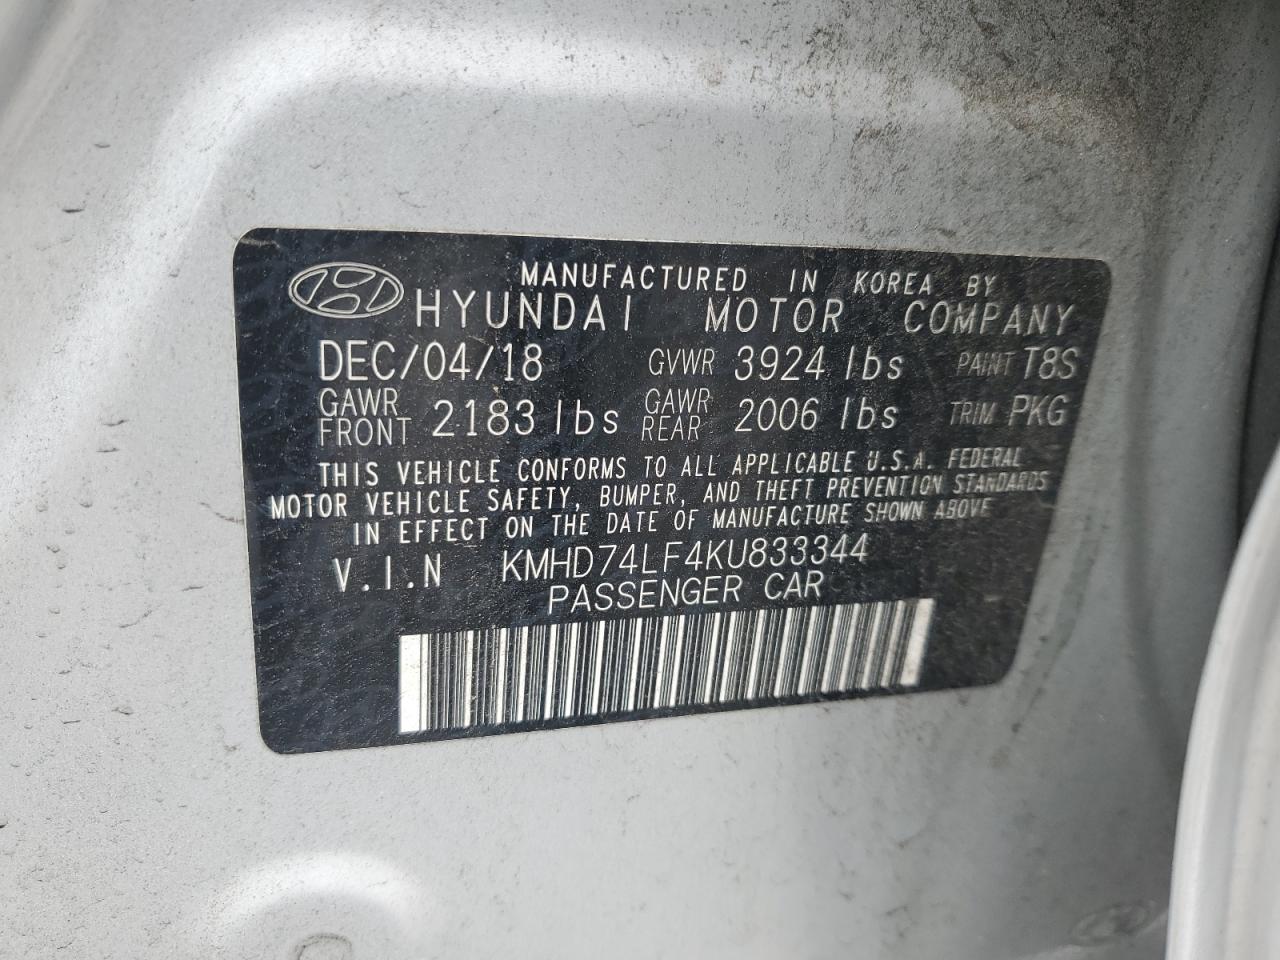 MANUFACTURED IN KOREA BY
HYUNDAI MOTOR COMPANY
DEC/04/18 GVWR 3924 lbs PAINT T8S
GAWR FRONT 2183 lbs GAWR REAR 2006 lbs TRIM PKG
THIS VEHICLE CONFORMS TO ALL APPLICABLE U.S.A. FEDERAL
MOTOR VEHICLE SAFETY, BUMPER, AND THEFT PREVENTION STANDARDS
IN EFFECT ON THE DATE OF MANUFACTURE SHOWN ABOVE
V.I.N KMHD74LF4KU833344
PASSENGER CAR